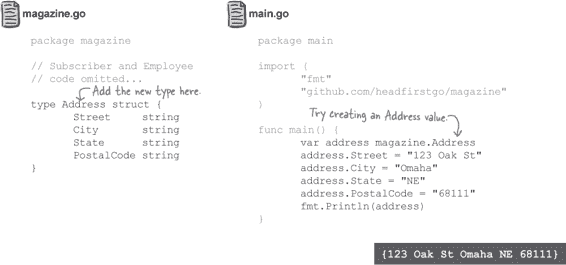 magazine.go
package magazine
// Subscriber and Employee
// code omitted...
Add the new type here.
type Address struct {
Street string
City string
State string
PostalCode string
}
main.go
package main
import (
"fmt"
"github.com/headfirstgo/magazine"
)
Try creating an Address value.
func main() {
var address magazine.Address
address.Street = "123 Oak St"
address.City = "Omaha"
address.State = "NE"
address.PostalCode = "68111"
fmt.Println(address)
}
{123 Oak St Omaha NE 68111}